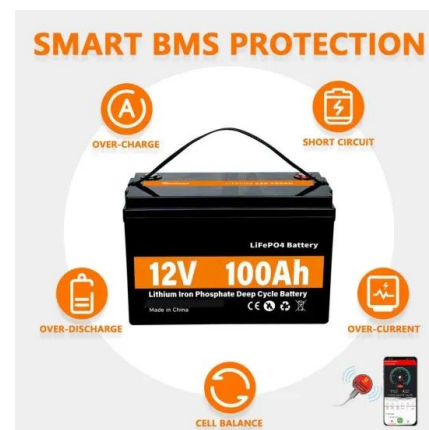 SMART BMS PROTECTION
A
OVER-CHARGE
SHORT CIRCUIT
LiFePO4 Battery
12V 100Ah
Lithium Iron Phosphate Deep Cycle Battery
Made in China
CE
OVER-DISCHARGE
OVER-CURRENT
CELL BALANCE